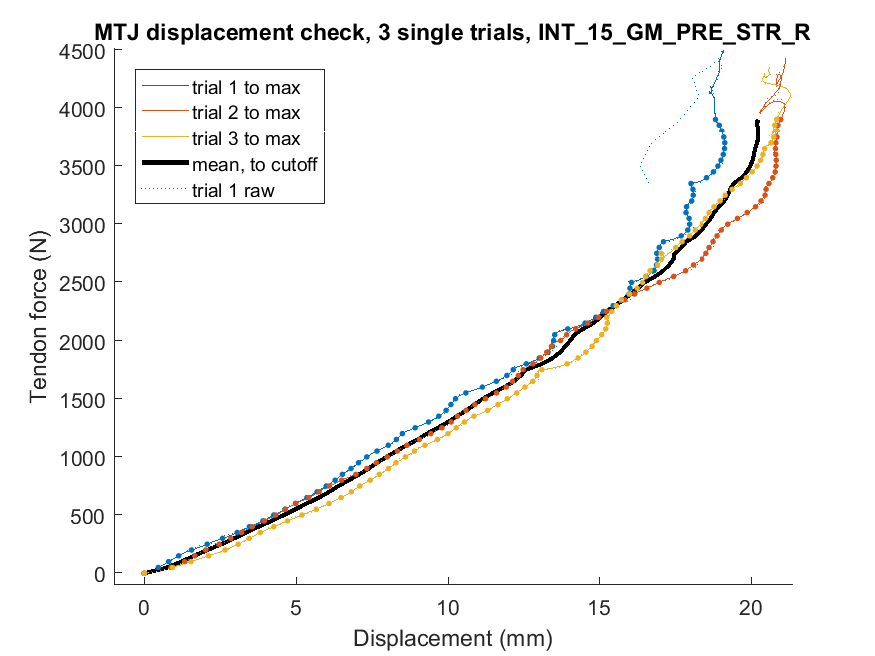 MTJ displacement check, 3 single trials, INT_15_GM_PRE_STR_R
4500
4000
3500
3000
2500
2000
1500
1000
500
0
Tendon force (N)
trial 1 to max
trial 2 to max
trial 3 to max
mean, to cutoff
trial 1 raw
0 5 10 15 20
Displacement (mm)